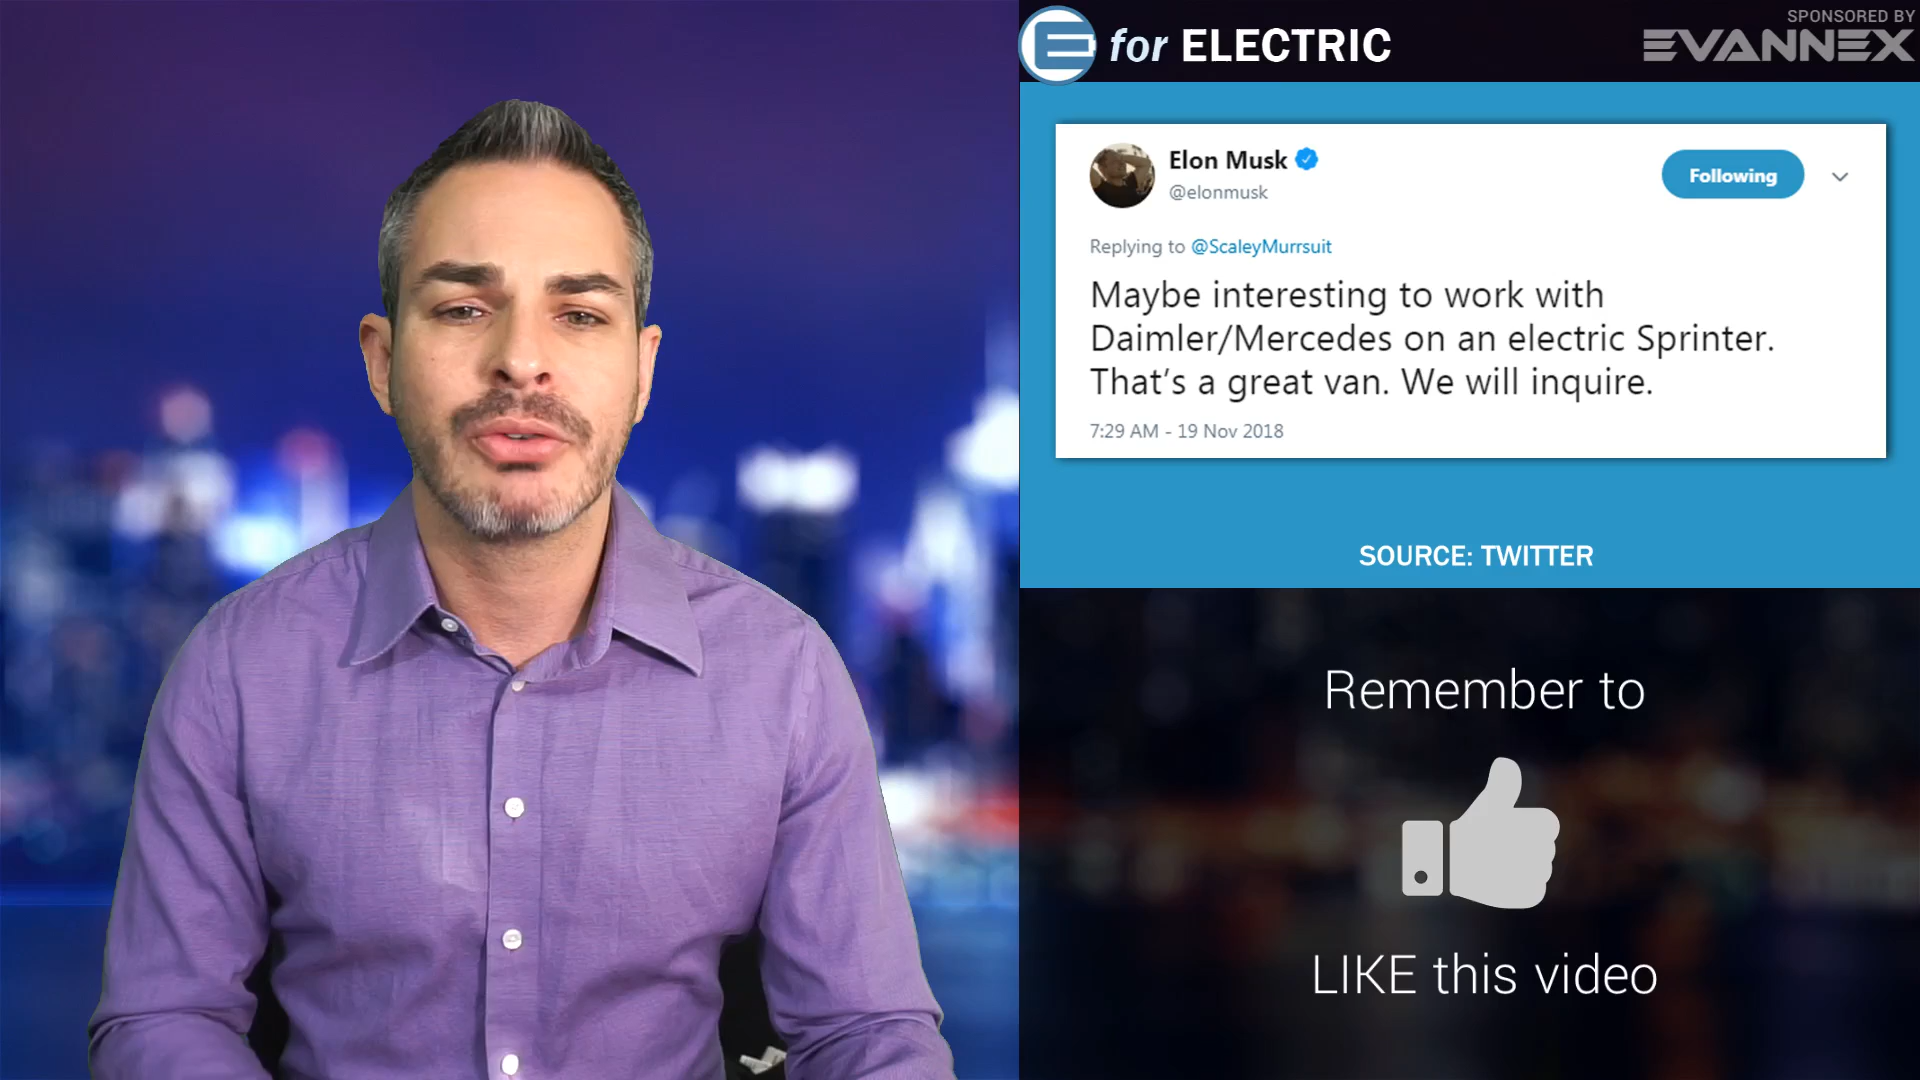 E for ELECTRIC
SPONSORED BY
EVANNEX
Elon Musk
@elonmusk
Following
Replying to @ScaleyMurrsuit
Maybe interesting to work with
Daimler/Mercedes on an electric Sprinter.
That's a great van. We will inquire.
7:29 AM - 19 Nov 2018
SOURCE: TWITTER
Remember to
LIKE this video